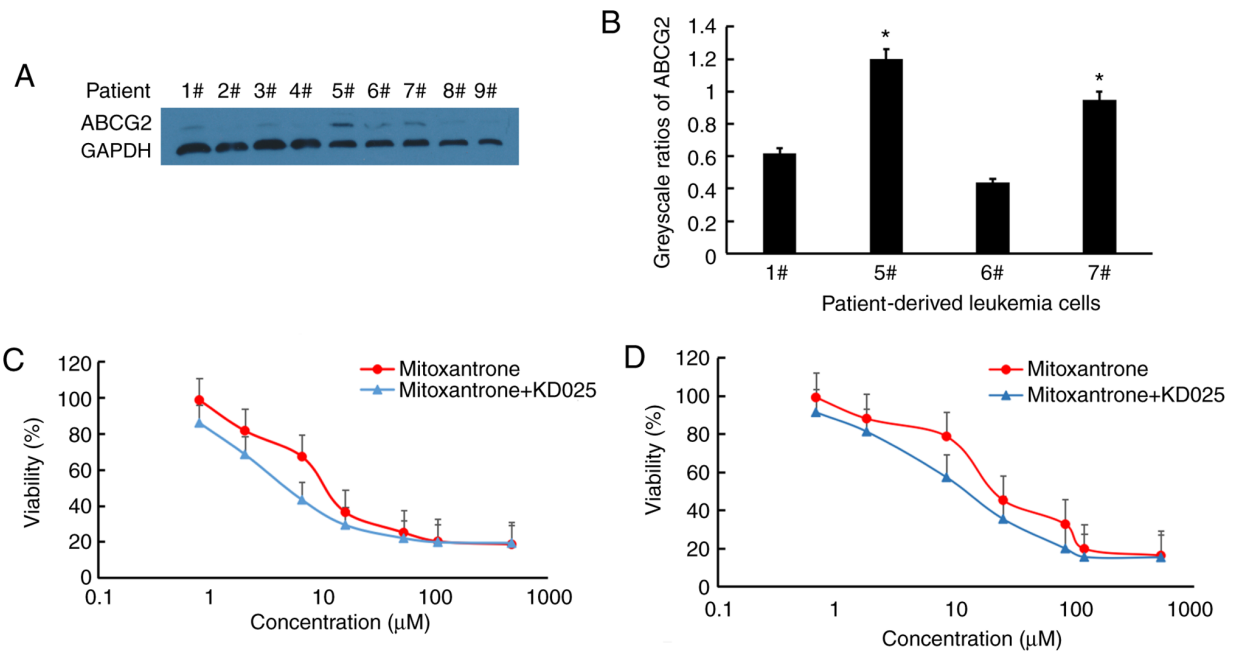 A
Patient 1# 2# 3# 4# 5# 6# 7# 8# 9#
ABCG2
GAPDH
B
Greyscale ratios of ABCG2
1.4
1.2
1
0.8
0.6
0.4
0.2
0
*
*
1# 5# 6# 7#
Patient-derived leukemia cells
C
Viability (%)
120
100
80
60
40
20
0
Mitoxantrone
Mitoxantrone+KD025
0.1 1 10 100 1000
Concentration (μM)
D
Viability (%)
120
100
80
60
40
20
0
Mitoxantrone
Mitoxantrone+KD025
0.1 1 10 100 1000
Concentration (μM)